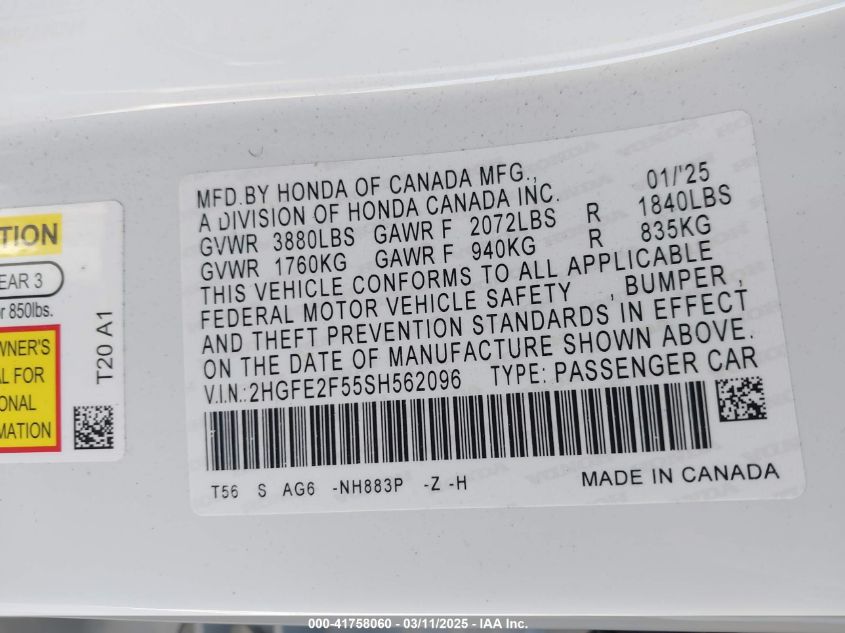 MFD.BY HONDA OF CANADA MFG., 01/'25
A DIVISION OF HONDA CANADA INC.
GVWR 3880LBS GAWR F 2072LBS R 1840LBS
GVWR 1760KG GAWR F 940KG R 835KG
THIS VEHICLE CONFORMS TO ALL APPLICABLE
FEDERAL MOTOR VEHICLE SAFETY , BUMPER ,
AND THEFT PREVENTION STANDARDS IN EFFECT
ON THE DATE OF MANUFACTURE SHOWN ABOVE.
V.I.N.:2HGFE2F55SH562096 TYPE: PASSENGER CAR
T56 S AG6 -NH883P -Z -H MADE IN CANADA
TION
EAR 3
r 850lbs.
WNER'S
AL FOR
IONAL
MATION
T20 A1
000-41758060 - 03/11/2025 - IAA Inc.